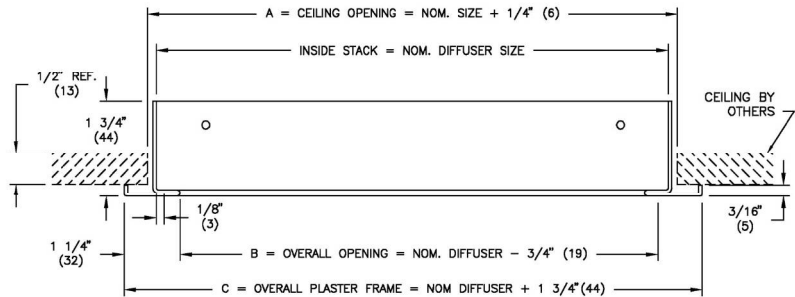 A = CEILING OPENING = NOM. SIZE + 1/4" (6)
INSIDE STACK = NOM. DIFFUSER SIZE
1/2" REF.
(13)
1 3/4"
(44)
CEILING BY
OTHERS
1/8"
(3)
3/16"
(5)
1 1/4"
(32)
B = OVERALL OPENING = NOM. DIFFUSER - 3/4" (19)
C = OVERALL PLASTER FRAME = NOM DIFFUSER + 1 3/4"(44)